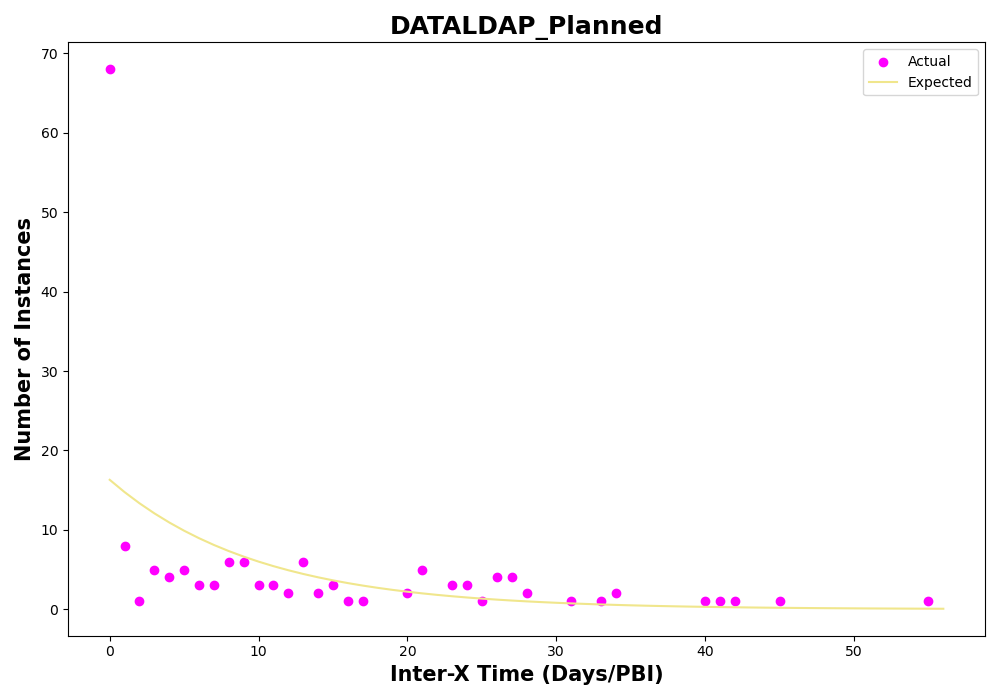 DATALDAP_Planned
70
60
50
40
30
20
10
0
Number of Instances
Actual
Expected
0 10 20 30 40 50
Inter-X Time (Days/PBI)